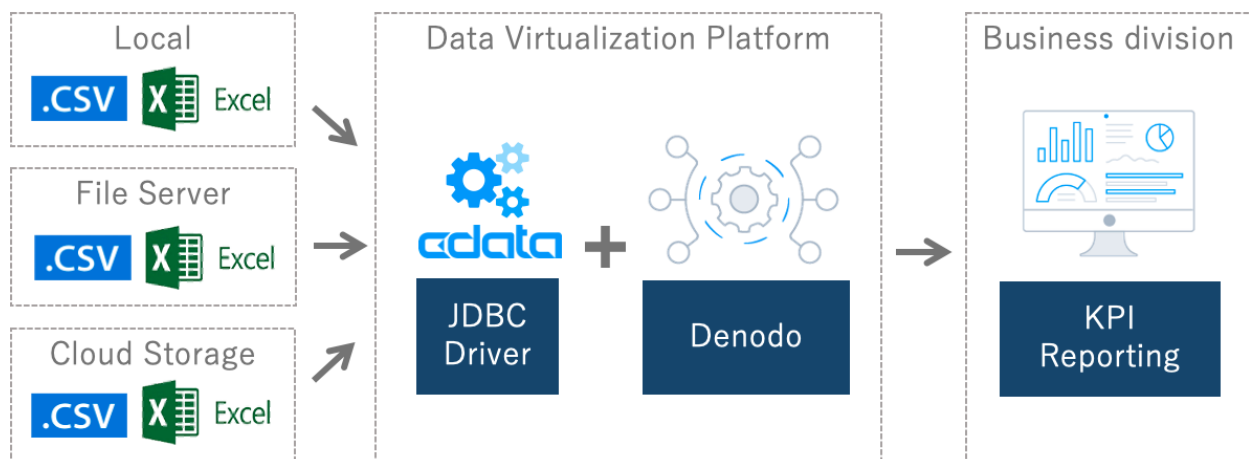 Local
.CSV
X
Excel
File Server
.CSV
X
Excel
Cloud Storage
.CSV
X
Excel
Data Virtualization Platform
cdata
+
JDBC
Driver
Denodo
Business division
KPI
Reporting